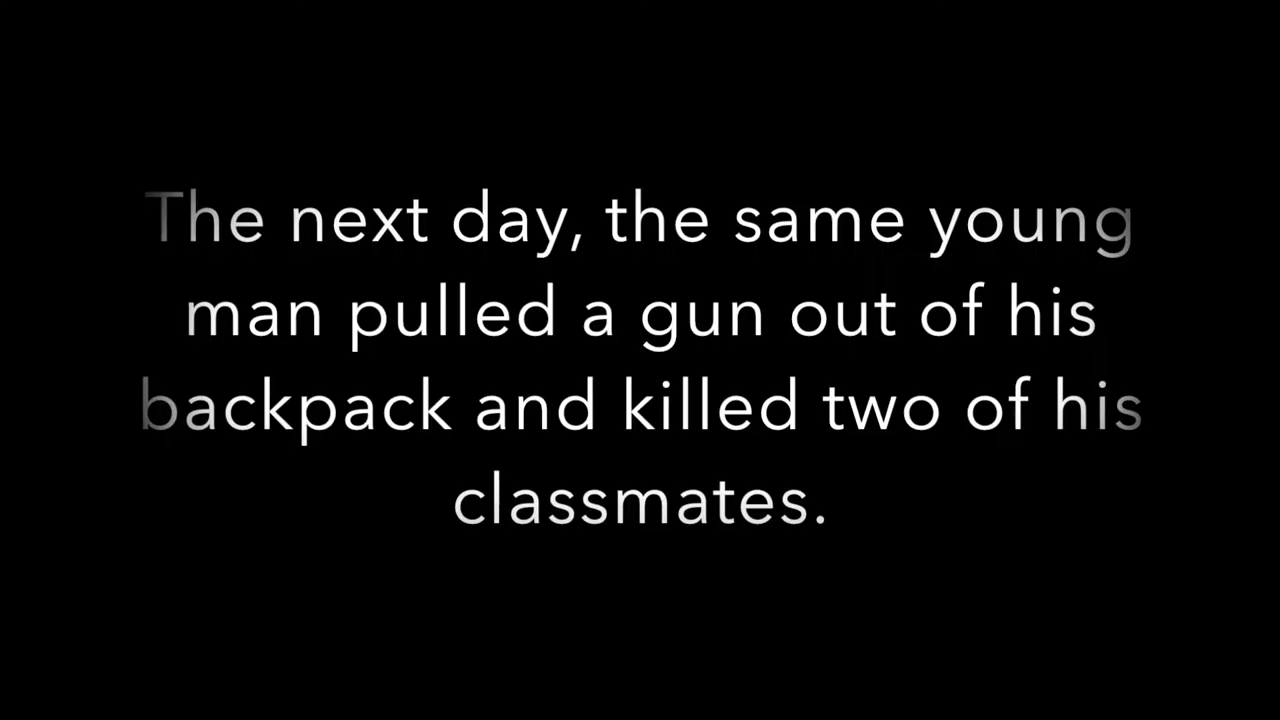 The next day, the same young
man pulled a gun out of his
backpack and killed two of his
classmates.